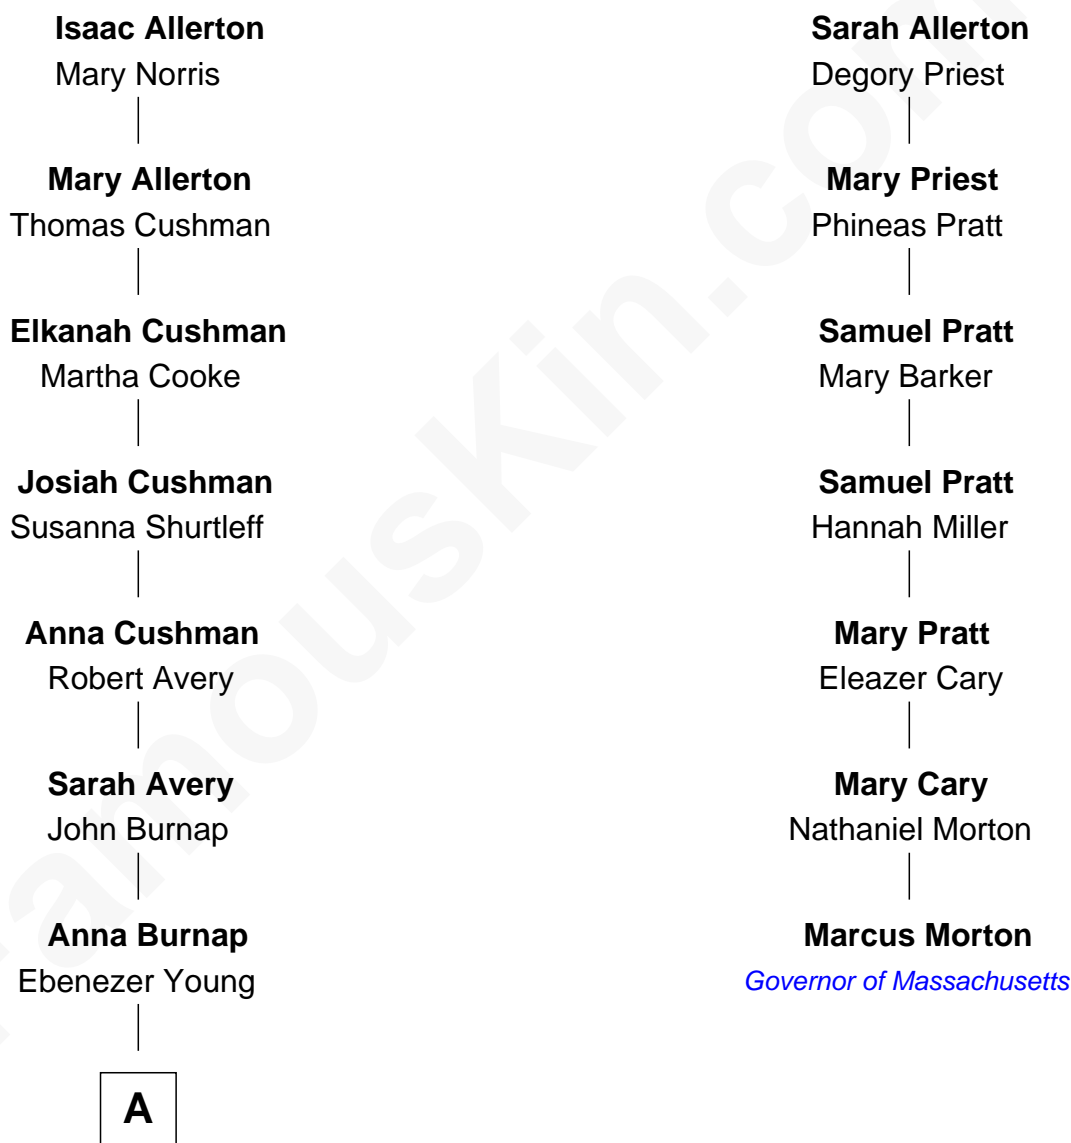 Isaac Allerton
Mary Norris
Mary Allerton
Thomas Cushman
Elkanah Cushman
Martha Cooke
Josiah Cushman
Susanna Shurtleff
Anna Cushman
Robert Avery
Sarah Avery
John Burnap
Anna Burnap
Ebenezer Young
A
Sarah Allerton
Degory Priest
Mary Priest
Phineas Pratt
Samuel Pratt
Mary Barker
Samuel Pratt
Hannah Miller
Mary Pratt
Eleazer Cary
Mary Cary
Nathaniel Morton
Marcus Morton
Governor of Massachusetts
FamousKin.com